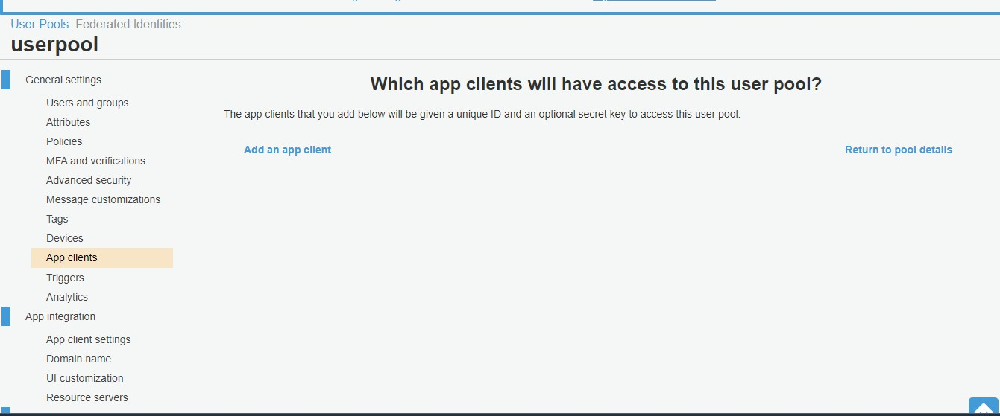 User Pools | Federated Identities
userpool
General settings
Users and groups
Attributes
Policies
MFA and verifications
Advanced security
Message customizations
Tags
Devices
App clients
Triggers
Analytics
App integration
App client settings
Domain name
UI customization
Resource servers
Which app clients will have access to this user pool?
The app clients that you add below will be given a unique ID and an optional secret key to access this user pool.
Add an app client
Return to pool details